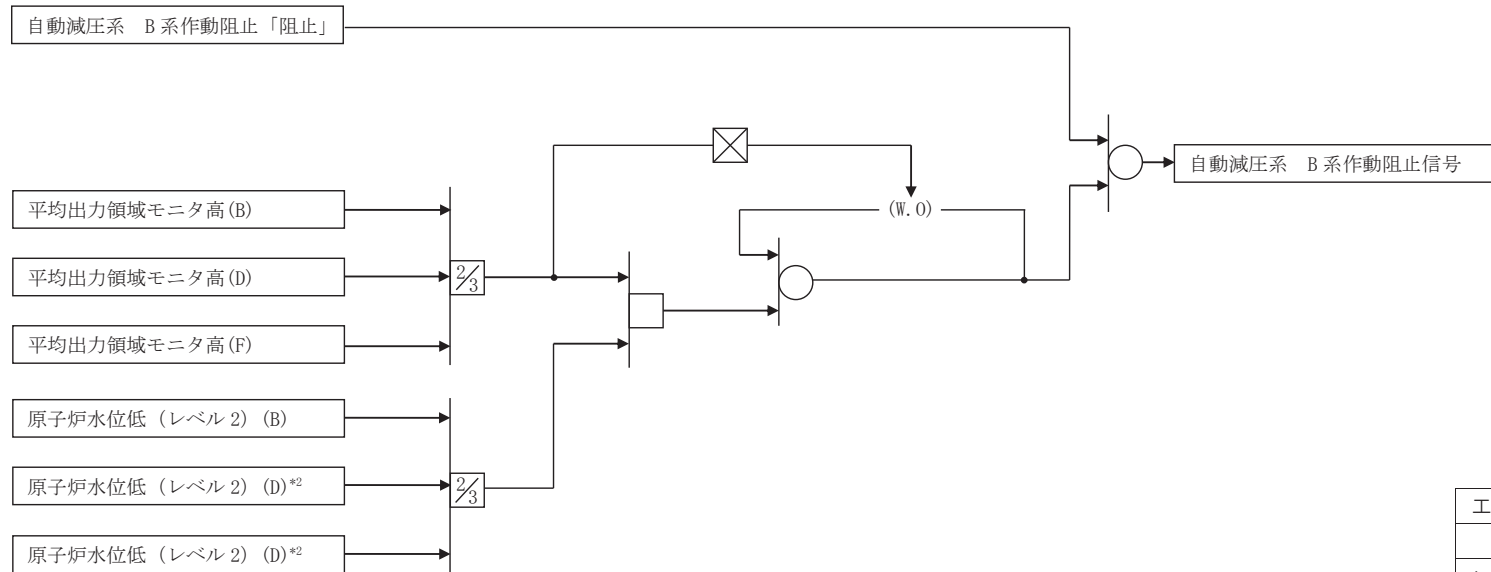 自動減圧系 B系作動阻止「阻止」
自動減圧系 B系作動阻止信号
平均出力領域モニタ高(B)
(W.O)
平均出力領域モニタ高(D)
2/3
平均出力領域モニタ高(F)
原子炉水位低（レベル2）(B)
原子炉水位低（レベル2）(D)*2
2/3
原子炉水位低（レベル2）(D)*2
工